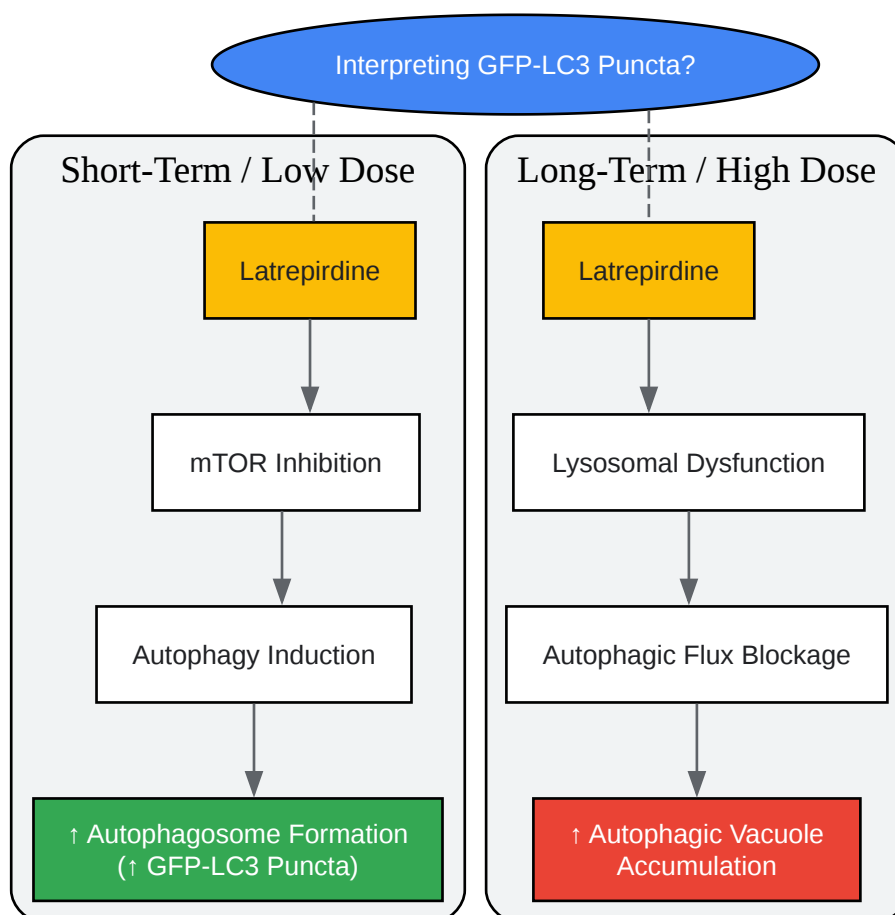 Interpreting GFP-LC3 Puncta?
Short-Term / Low Dose
Latrepirdine
mTOR Inhibition
Autophagy Induction
↑ Autophagosome Formation
(↑ GFP-LC3 Puncta)
Long-Term / High Dose
Latrepirdine
Lysosomal Dysfunction
Autophagic Flux Blockage
↑ Autophagic Vacuole
Accumulation